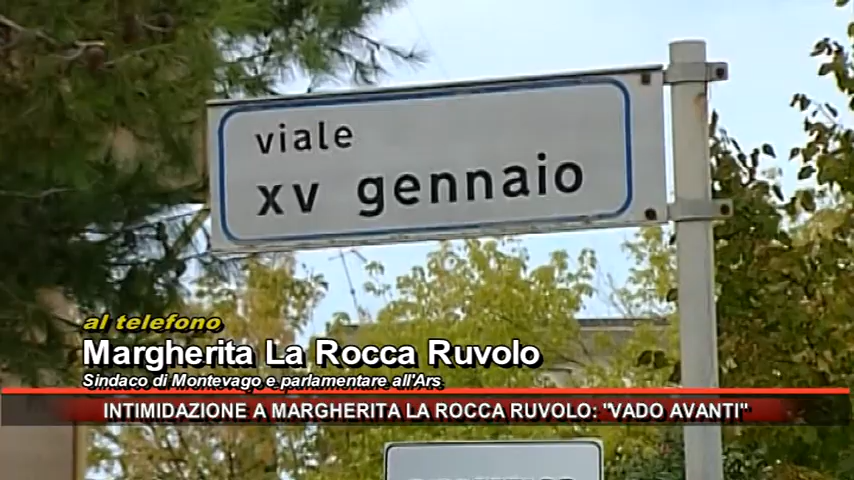 viale
xv gennaio
al telefono
Margherita La Rocca Ruvolo
Sindaco di Montevago e parlamentare all'Ars
INTIMIDAZIONE A MARGHERITA LA ROCCA RUVOLO: "VADO AVANTI"